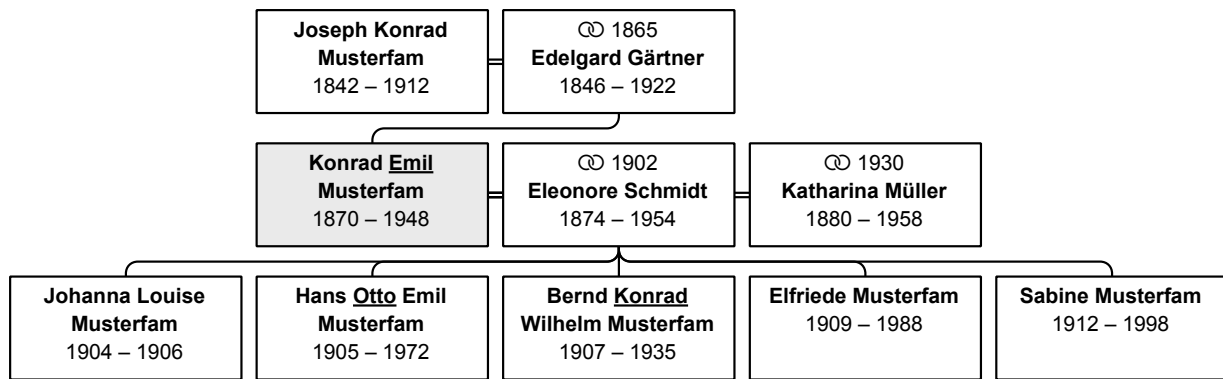 Joseph Konrad
Musterfam
1842 – 1912
⚭ 1865
Edelgard Gärtner
1846 – 1922
Konrad Emil
Musterfam
1870 – 1948
⚭ 1902
Eleonore Schmidt
1874 – 1954
⚭ 1930
Katharina Müller
1880 – 1958
Johanna Louise
Musterfam
1904 – 1906
Hans Otto Emil
Musterfam
1905 – 1972
Bernd Konrad
Wilhelm Musterfam
1907 – 1935
Elfriede Musterfam
1909 – 1988
Sabine Musterfam
1912 – 1998